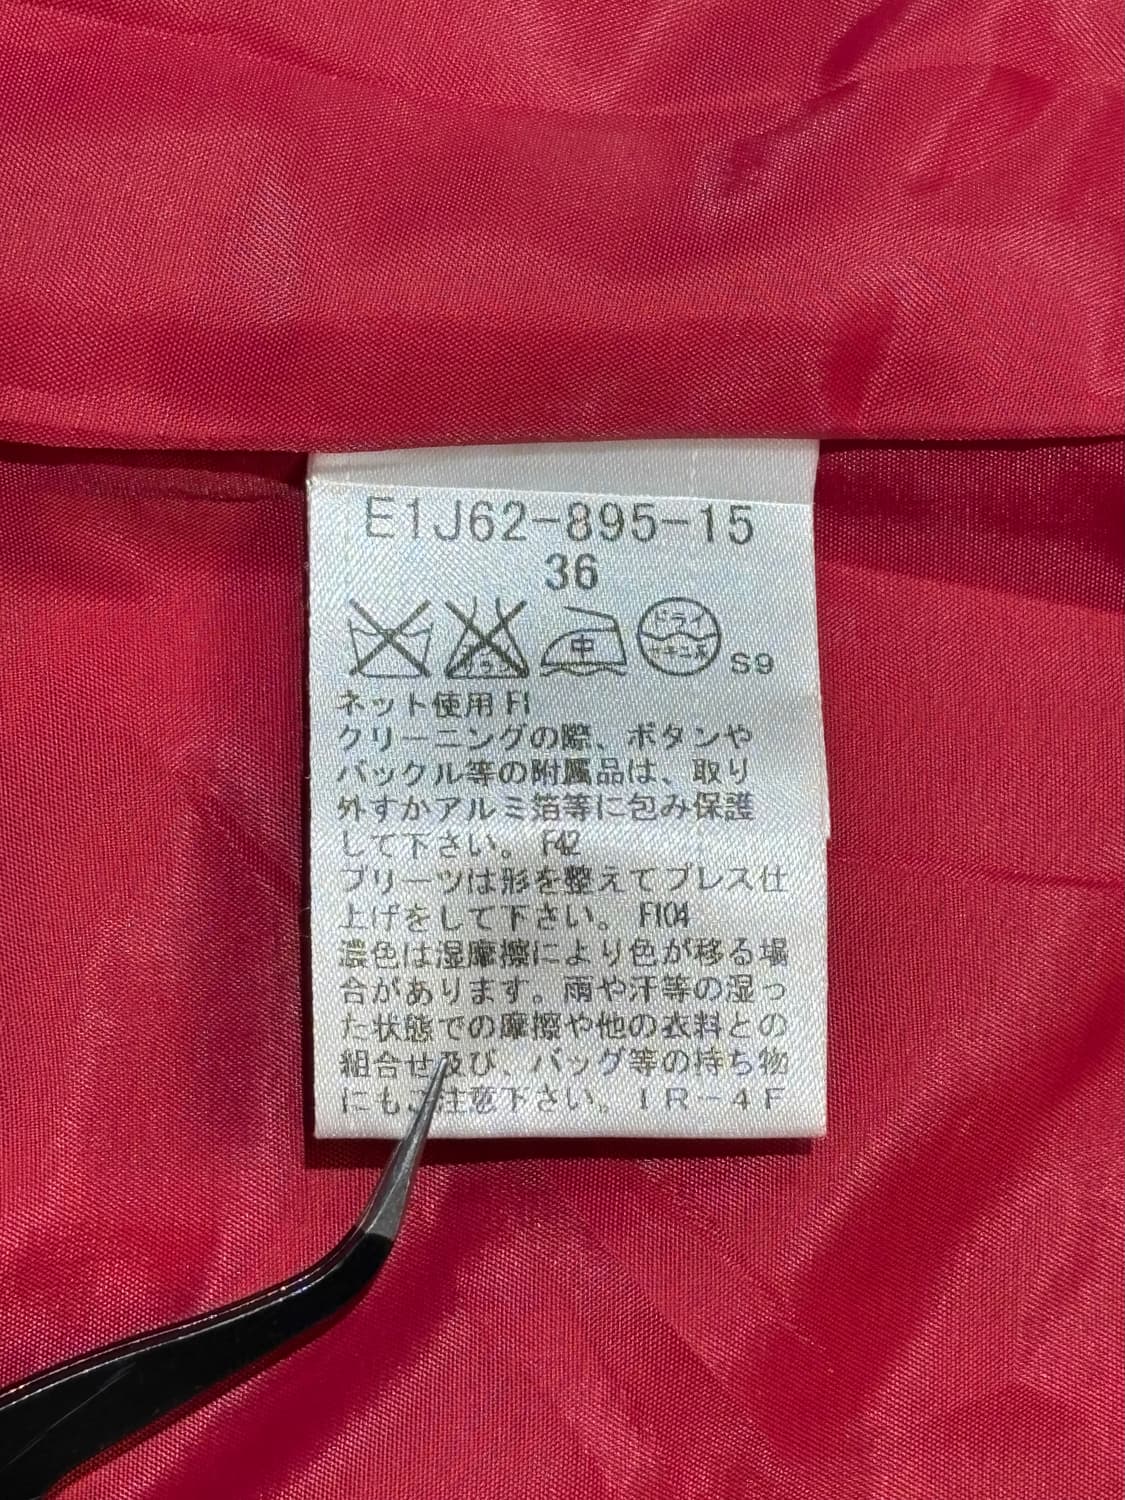 E1J62-895-15
36
中
ドライ
S9
ネット使用 F1
クリーニングの際、ボタンや
バックル等の附属品は、取り
外すかアルミ箔等に包み保護
して下さい。 F42
プリーツは形を整えてプレス仕
上げをして下さい。 F104
濃色は湿摩擦により色が移る場
合があります。雨や汗等の湿っ
た状態での摩擦や他の衣料との
組合せ及び、バッグ等の持ち物
にもご注意下さい。IR-4F